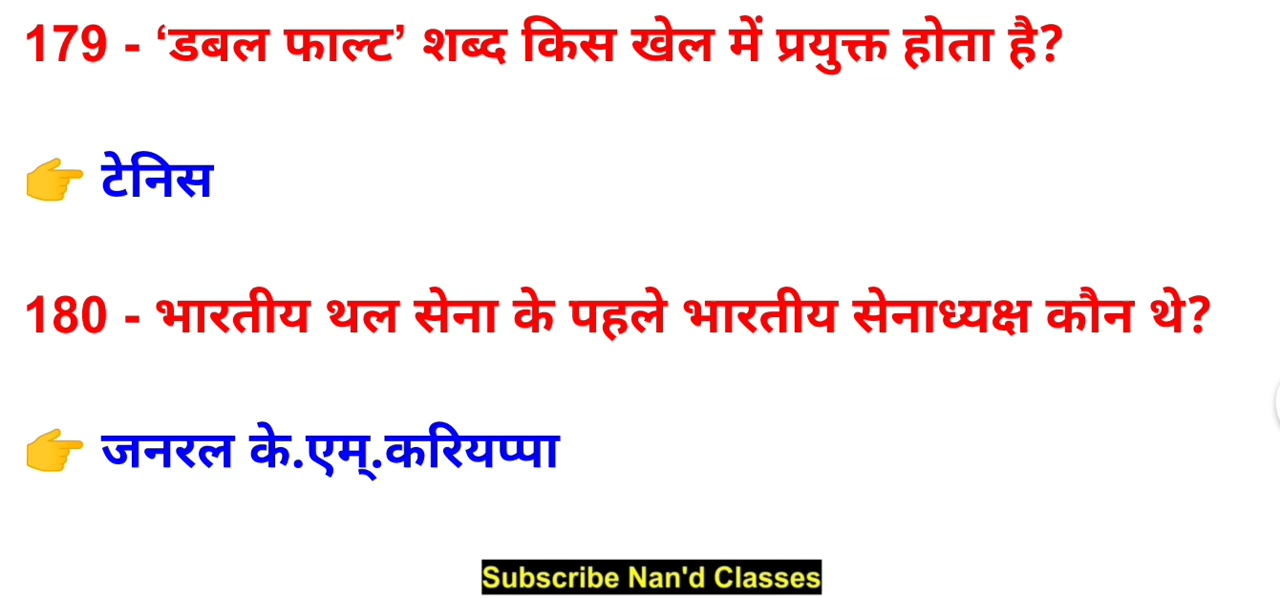 179 - ‘डबल फाल्ट’ शब्द किस खेल में प्रयुक्त होता है?
👉 टेनिस
180 - भारतीय थल सेना के पहले भारतीय सेनाध्यक्ष कौन थे?
👉 जनरल के.एम्.करियप्पा
Subscribe Nan'd Classes